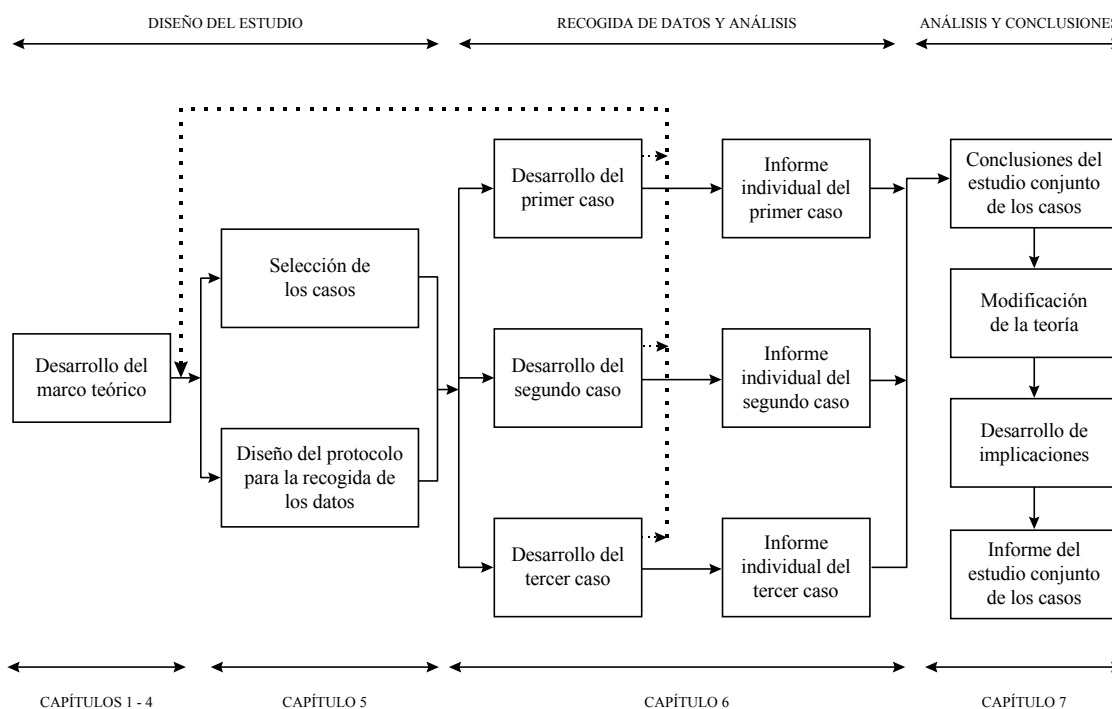 DISEÑO DEL ESTUDIO
RECOGIDA DE DATOS Y ANÁLISIS
ANÁLISIS Y CONCLUSIONES
Desarrollo del
marco teórico
Selección de
los casos
Diseño del protocolo
para la recogida de
los datos
Desarrollo del
primer caso
Desarrollo del
segundo caso
Desarrollo del
tercer caso
Informe
individual del
primer caso
Informe
individual del
segundo caso
Informe
individual del
tercer caso
Conclusiones del
estudio conjunto
de los casos
Modificación
de la teoría
Desarrollo de
implicaciones
Informe del
estudio conjunto
de los casos
CAPÍTULOS 1 - 4
CAPÍTULO 5
CAPÍTULO 6
CAPÍTULO 7